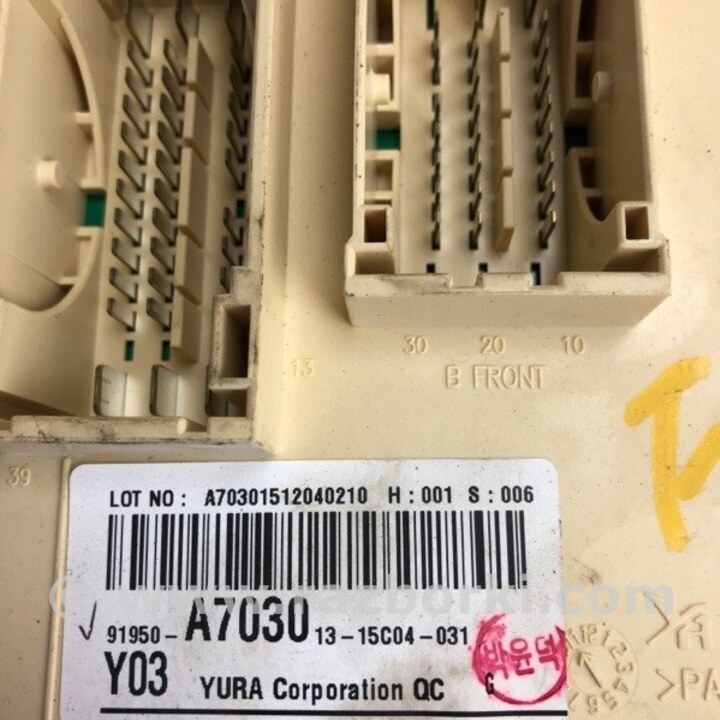 30 20 10
13
B FRONT
39
LOT NO : A70301512040210 H : 001 S : 006
91950-A7030 13-15C04-031
Y03 YURA Corporation QC G
박윤덕
>PA